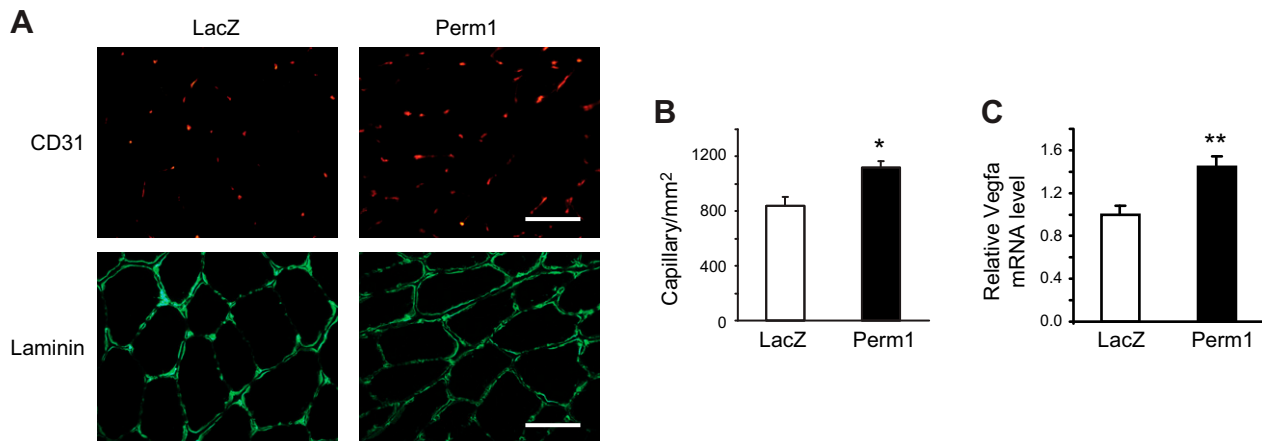 A
LacZ
Perm1
CD31
Laminin
B
Capillary/mm²
1200
800
400
0
*
LacZ
Perm1
C
Relative Vegfa
mRNA level
1.6
1.2
0.8
0.4
0.0
**
LacZ
Perm1